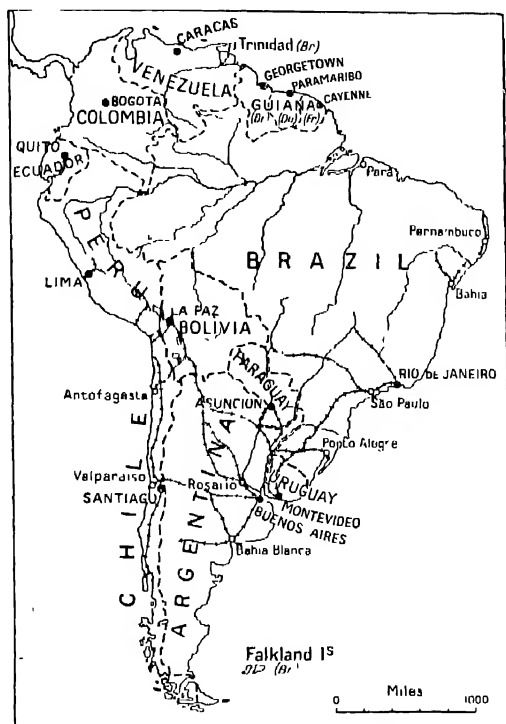 CARACAS
Trinidad (Br)
VENEZUELA
GEORGETOWN
PARAMARIBO
CAYENNE
BOGOTA
COLOMBIA
GUIANA
(Br) (Du) (Fr)
QUITO
ECUADOR
Para
PERU
BRAZIL
Pernambuco
Bahia
LIMA
LA PAZ
BOLIVIA
PARAGUAY
RIO DE JANEIRO
Antofagasta
ASUNCION
São Paulo
CHILE
ARGENTINA
Porto Alegre
Valparaiso
SANTIAGO
Rosario
URUGUAY
MONTEVIDEO
BUENOS AIRES
Bahia Blanca
Falkland Is
(Br)
Miles
0 1000